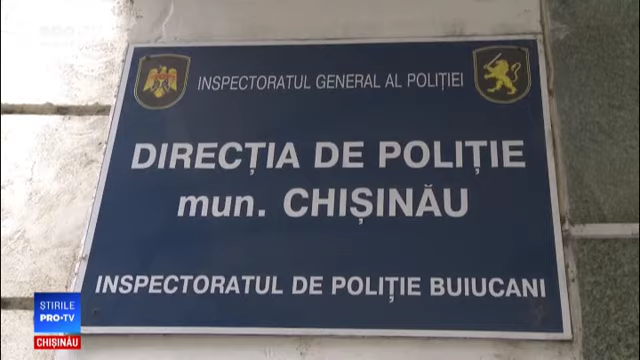 INSPECTORATUL GENERAL AL POLIȚIEI
DIRECȚIA DE POLIȚIE
mun. CHIȘINĂU
INSPECTORATUL DE POLIȚIE BUIUCANI
ȘTIRILE
PRO·TV
CHIȘINĂU